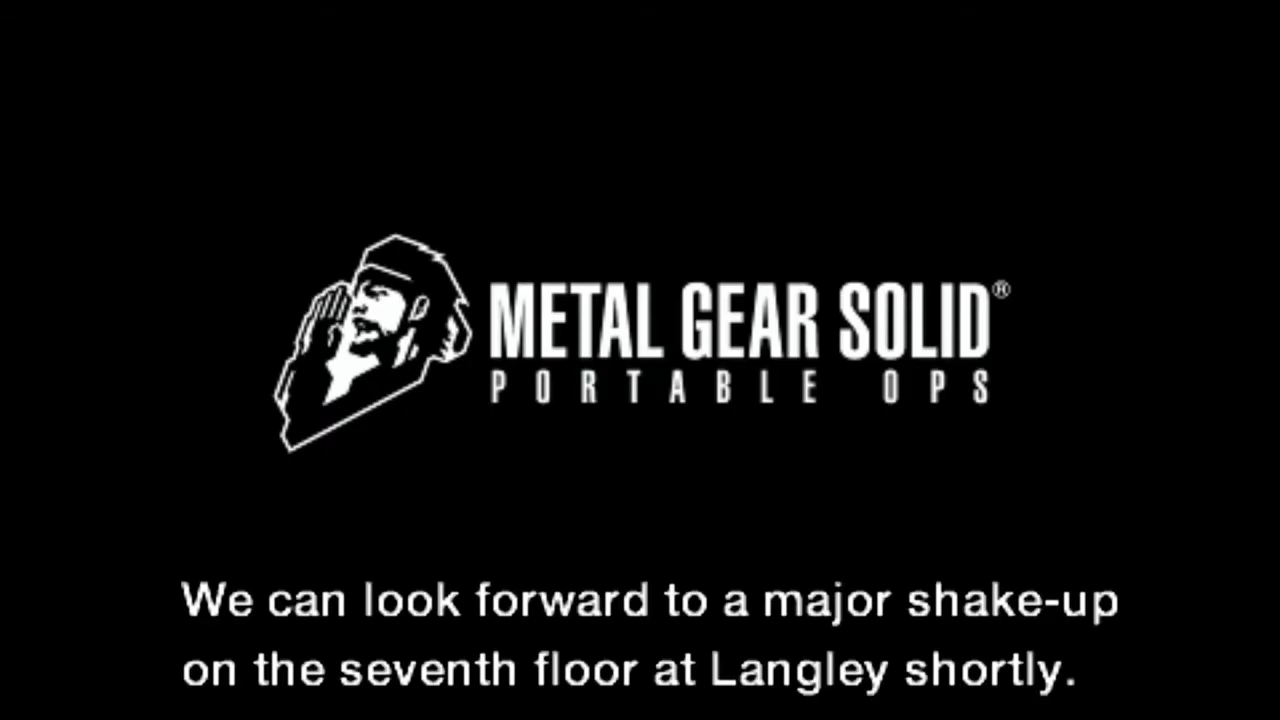 METAL GEAR SOLID®
PORTABLE OPS
We can look forward to a major shake-up
on the seventh floor at Langley shortly.